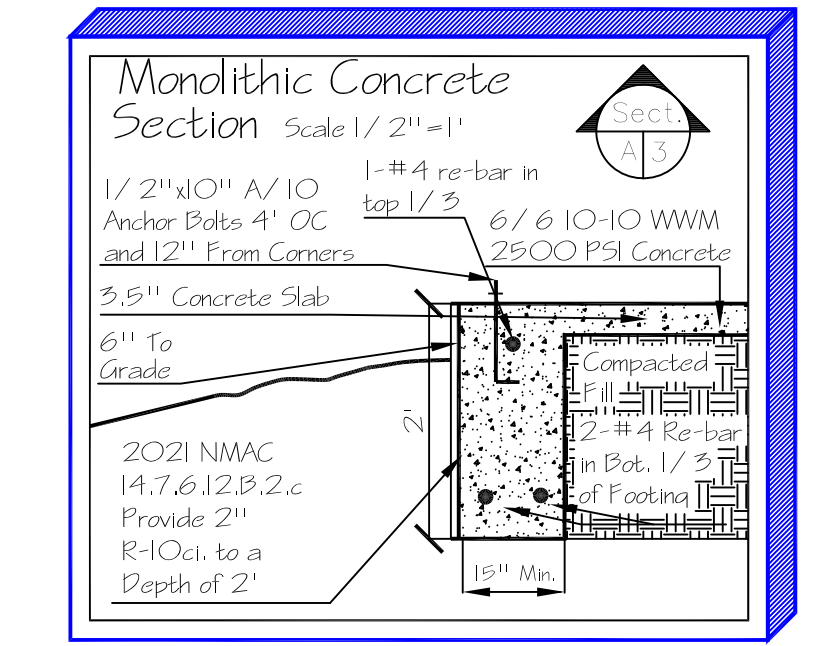 Monolithic Concrete
Section Scale 1/2"=1'
Sect.
A 3
1-#4 re-bar in
top 1/3
1/2"x10" A/10
Anchor Bolts 4' OC
and 12" From Corners
6/6 10-10 WWM
2500 PSI Concrete
3.5" Concrete Slab
6" To
Grade
Compacted
Fill
2'
2-#4 Re-bar
in Bot. 1/3
of Footing
2021 NMAC
14.7.6.12.B.2.c
Provide 2"
R-10ci. to a
Depth of 2'
15" Min.